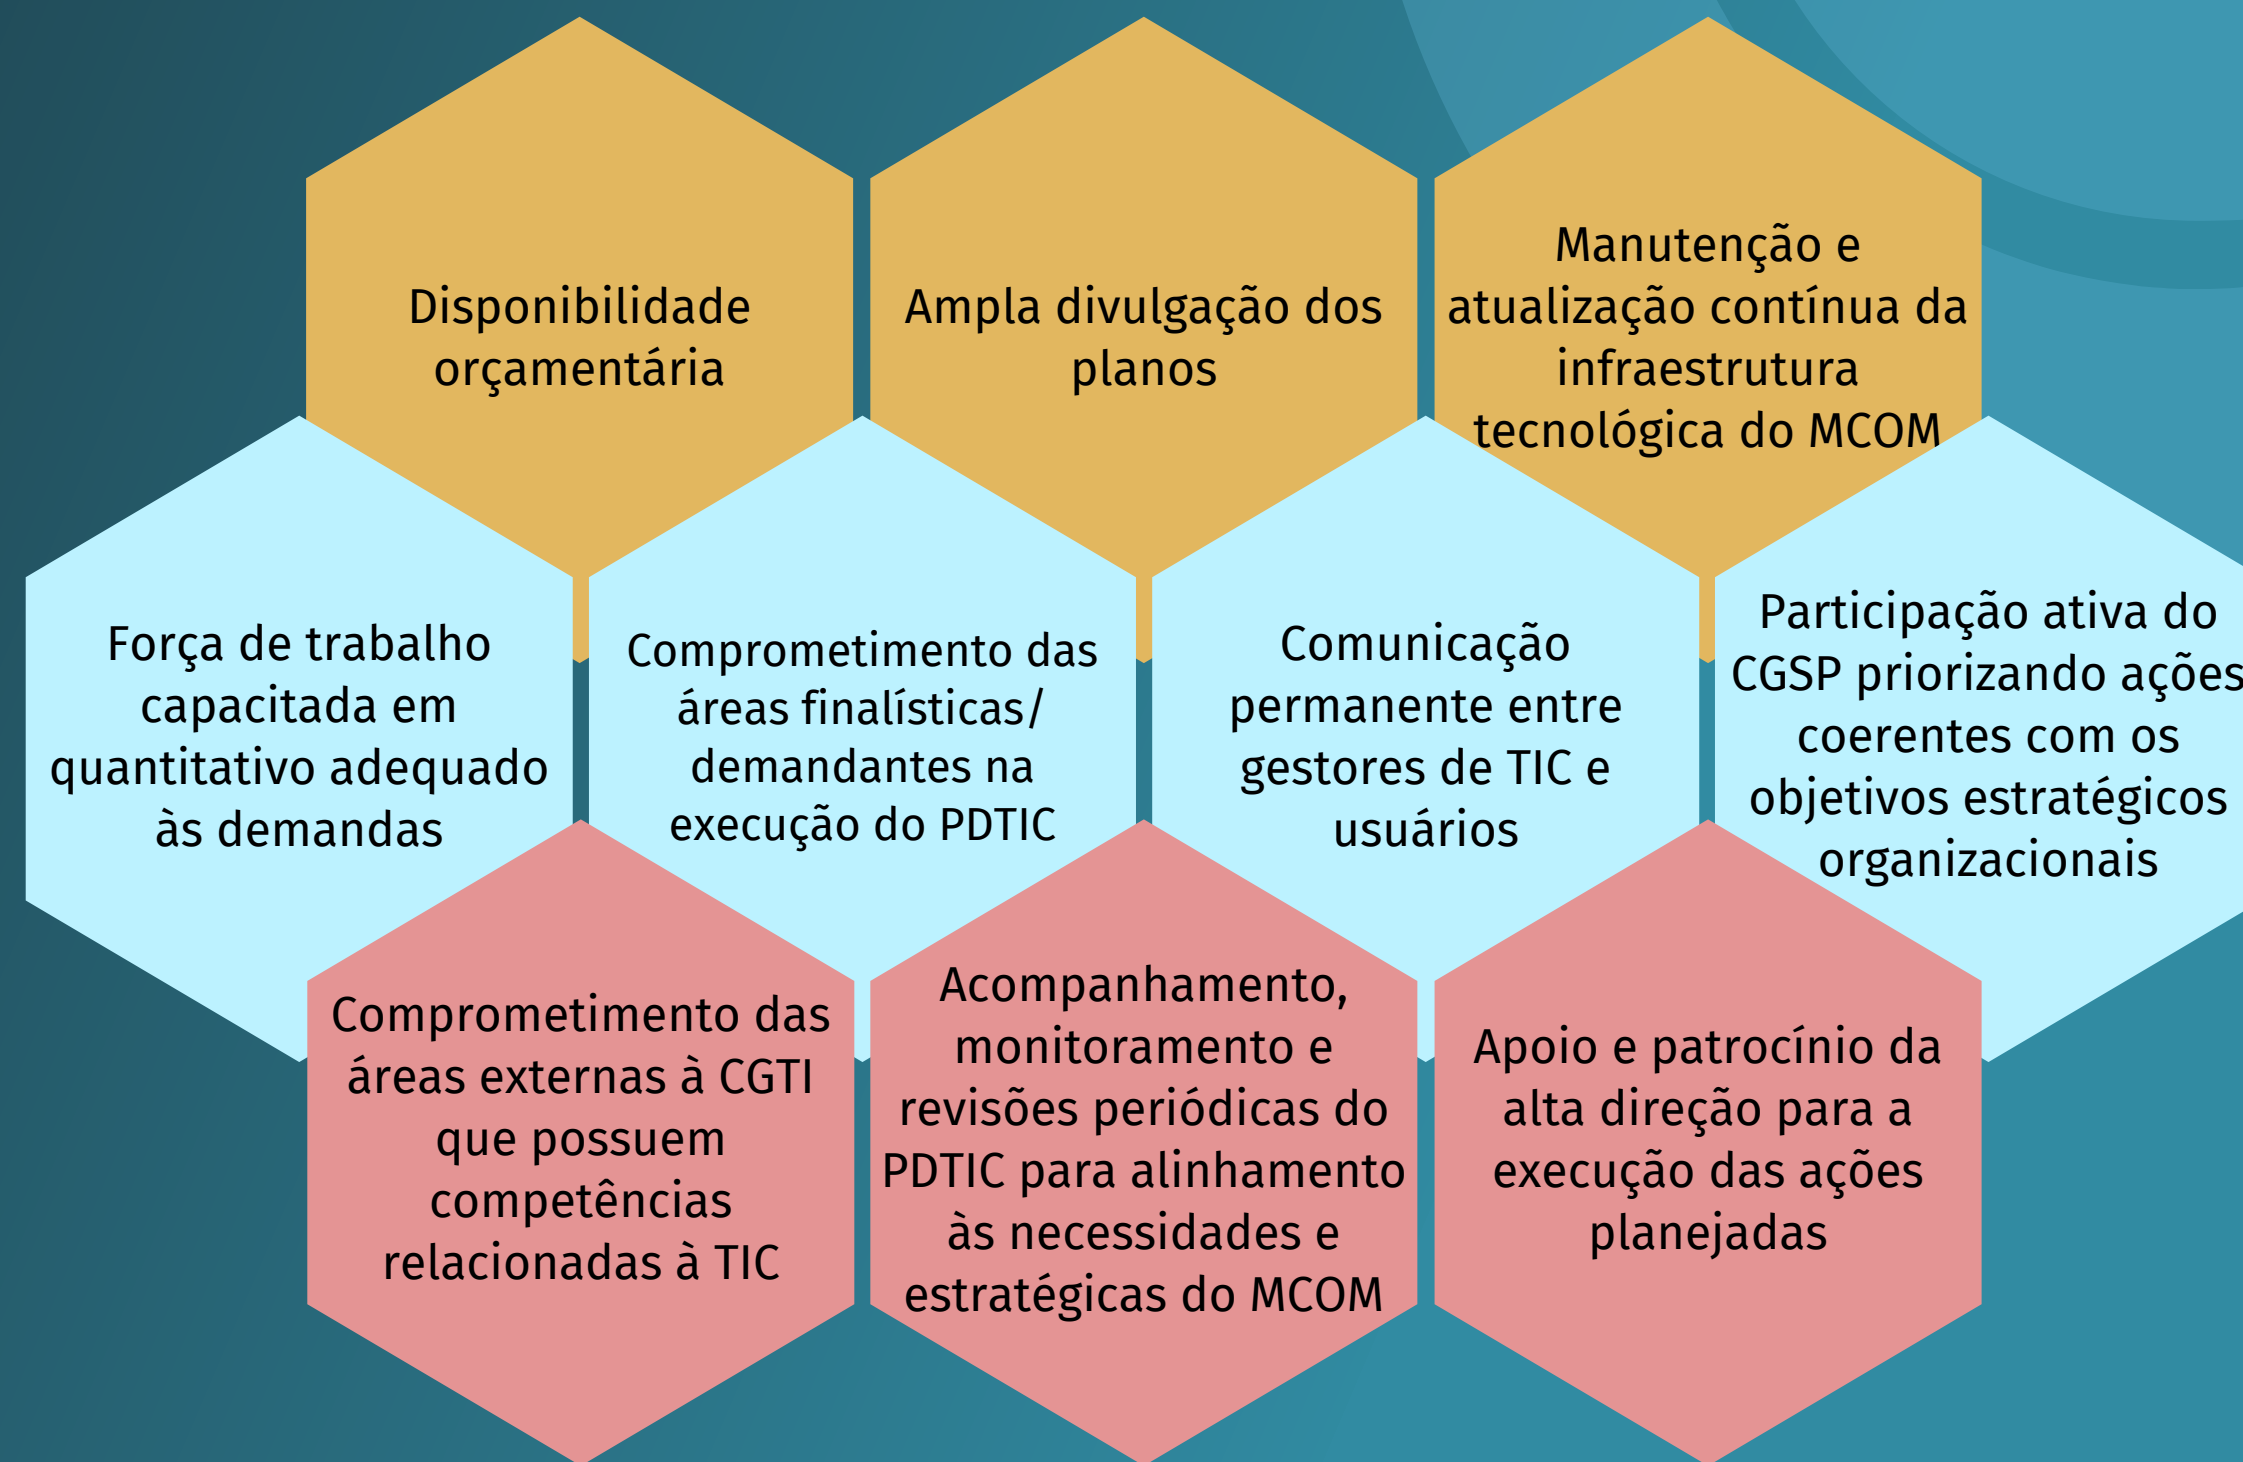 Disponibilidade
orçamentária
Ampla divulgação dos
planos
Manutenção e
atualização contínua da
infraestrutura
tecnológica do MCOM
Força de trabalho
capacitada em
quantitativo adequado
às demandas
Comprometimento das
áreas finalísticas/
demandantes na
execução do PDTIC
Comunicação
permanente entre
gestores de TIC e
usuários
Participação ativa do
CGSP priorizando ações
coerentes com os
objetivos estratégicos
organizacionais
Comprometimento das
áreas externas à CGTI
que possuem
competências
relacionadas à TIC
Acompanhamento,
monitoramento e
revisões periódicas do
PDTIC para alinhamento
às necessidades e
estratégicas do MCOM
Apoio e patrocínio da
alta direção para a
execução das ações
planejadas